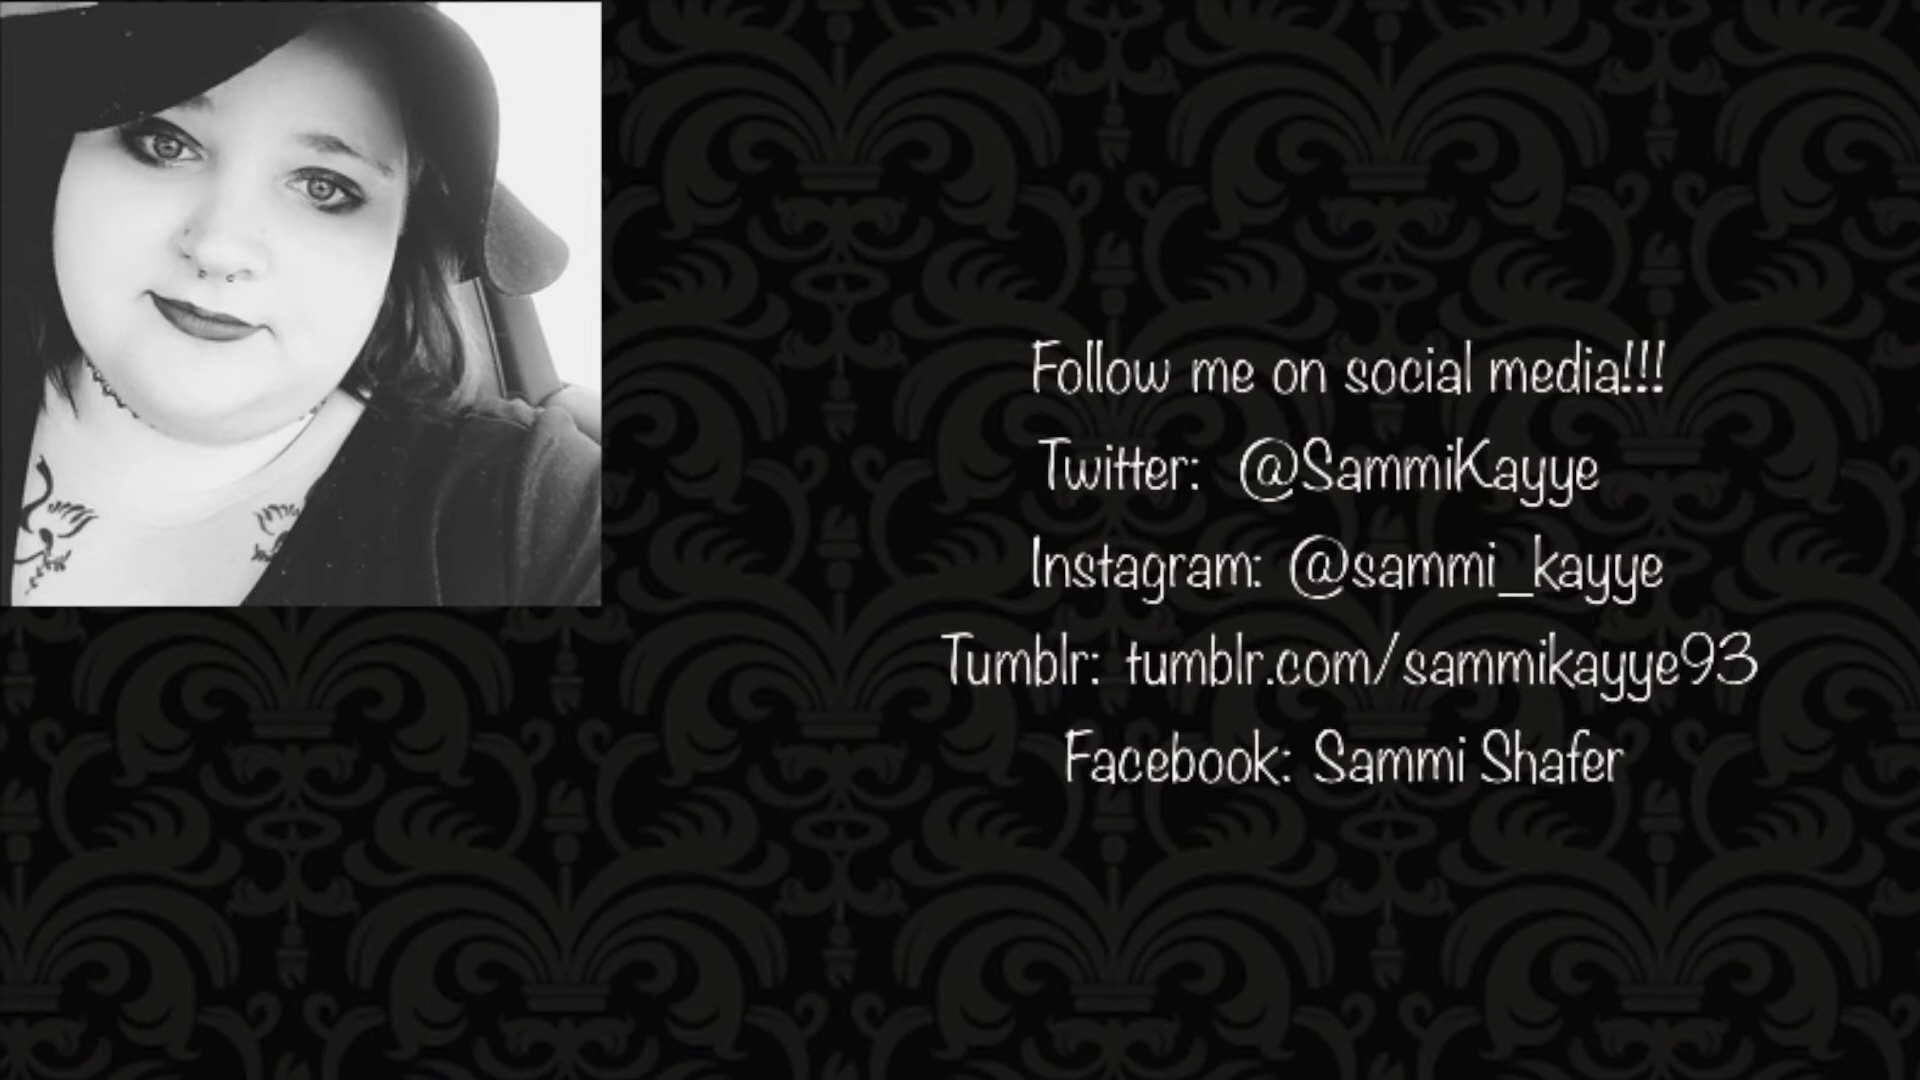 Follow me on social media!!!
Twitter: @SammiKayye
Instagram: @sammi_kayye
Tumblr: tumblr.com/sammikayye93
Facebook: Sammi Shafer